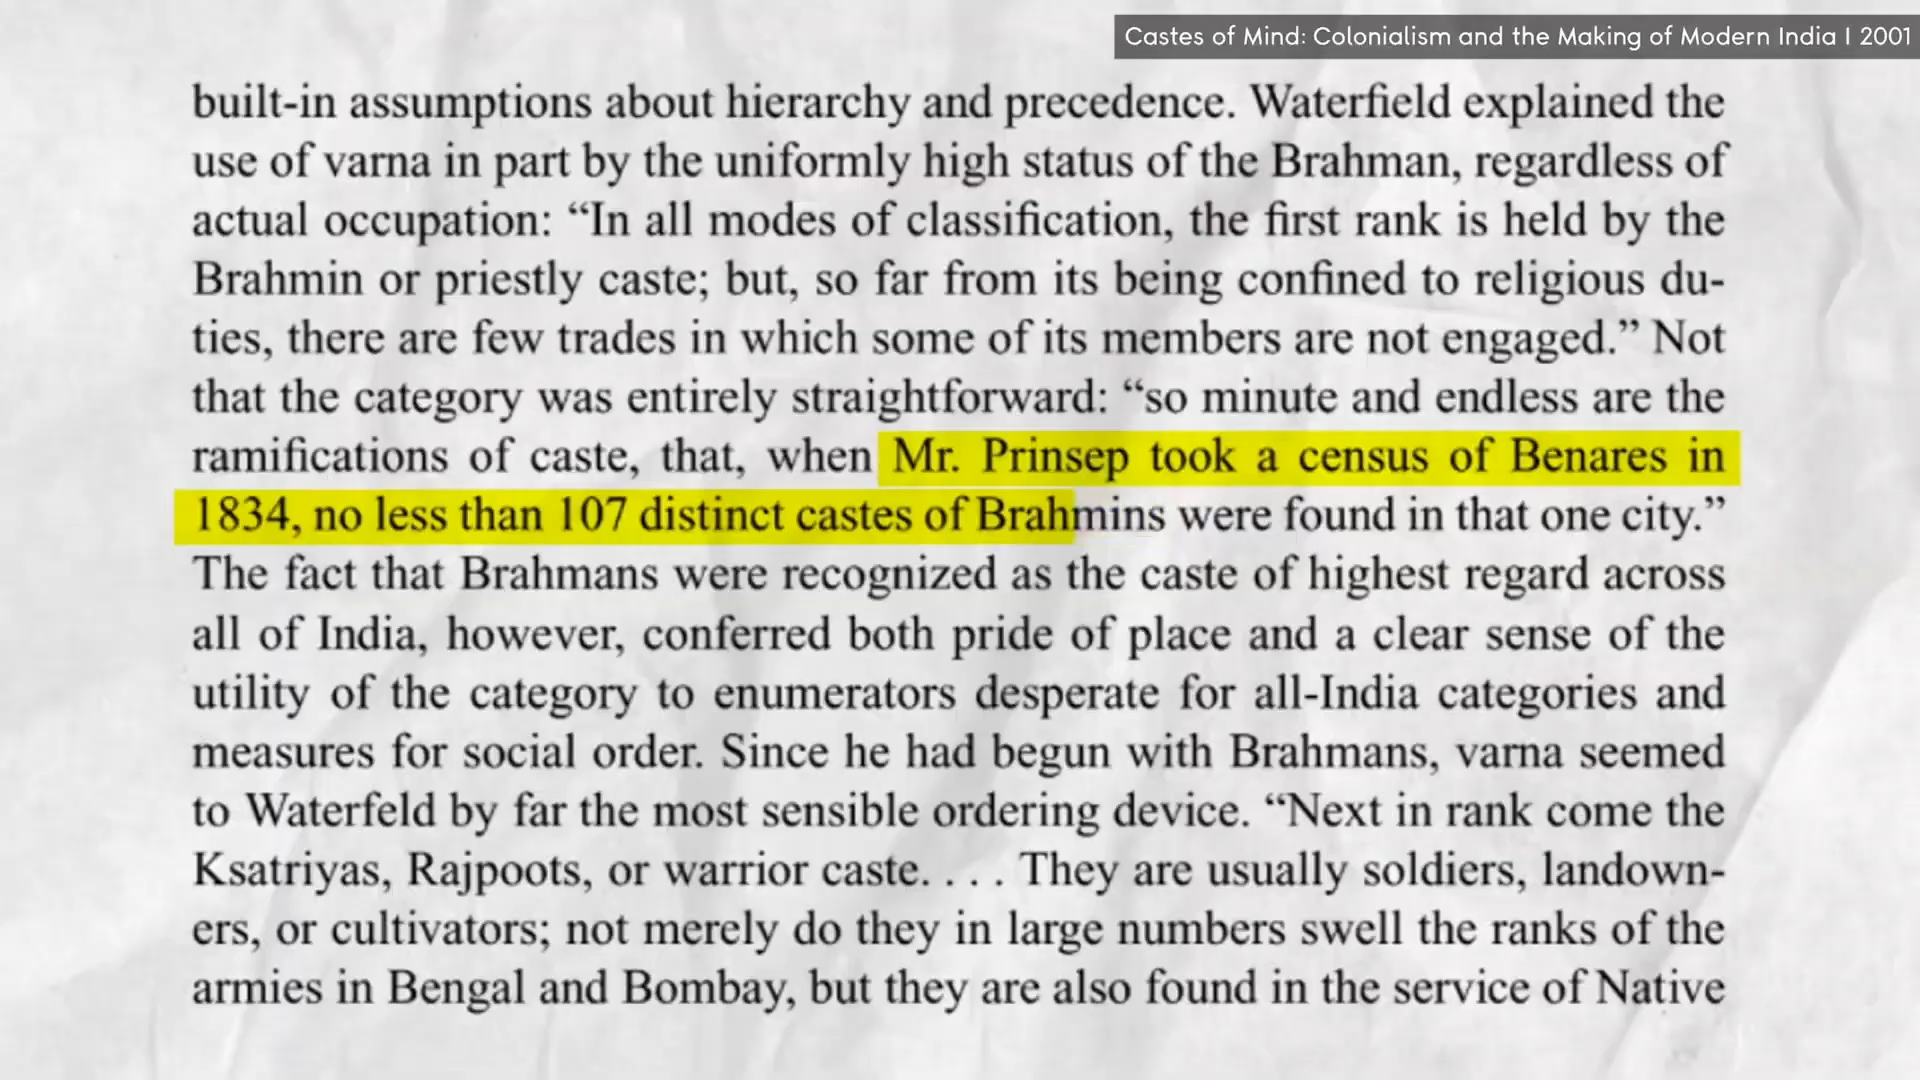 Castes of Mind: Colonialism and the Making of Modern India | 2001
built-in assumptions about hierarchy and precedence. Waterfield explained the
use of varna in part by the uniformly high status of the Brahman, regardless of
actual occupation: “In all modes of classification, the first rank is held by the
Brahmin or priestly caste; but, so far from its being confined to religious du-
ties, there are few trades in which some of its members are not engaged.” Not
that the category was entirely straightforward: “so minute and endless are the
ramifications of caste, that, when Mr. Prinsep took a census of Benares in
1834, no less than 107 distinct castes of Brahmins were found in that one city.”
The fact that Brahmans were recognized as the caste of highest regard across
all of India, however, conferred both pride of place and a clear sense of the
utility of the category to enumerators desperate for all-India categories and
measures for social order. Since he had begun with Brahmans, varna seemed
to Waterfeld by far the most sensible ordering device. “Next in rank come the
Ksatriyas, Rajpoots, or warrior caste. . . . They are usually soldiers, landown-
ers, or cultivators; not merely do they in large numbers swell the ranks of the
armies in Bengal and Bombay, but they are also found in the service of Native